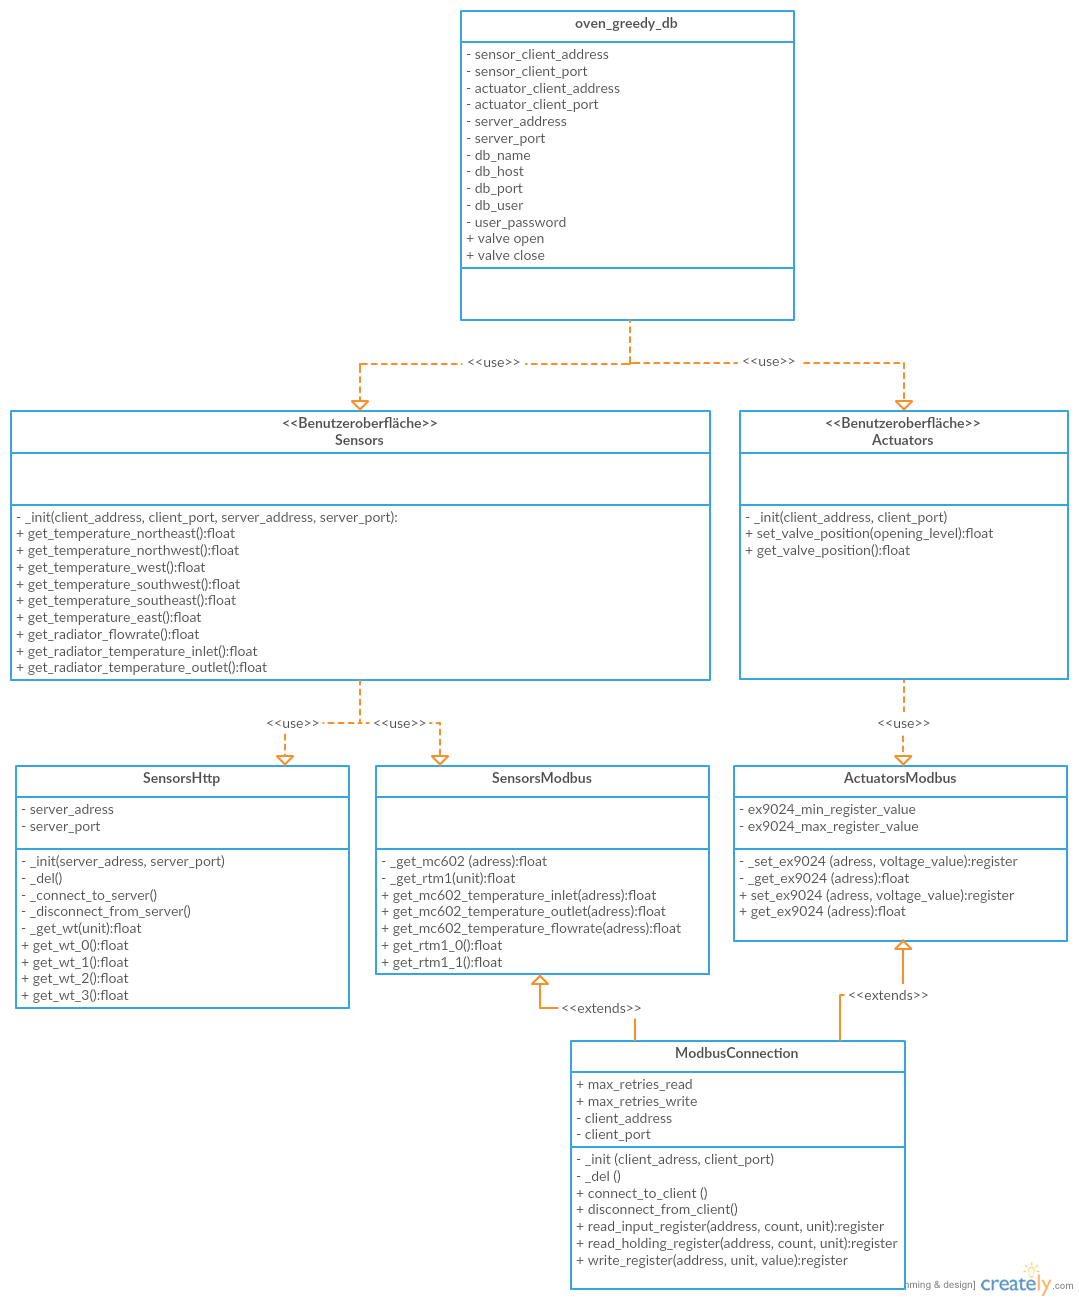 oven_greedy_db
- sensor_client_address
- sensor_client_port
- actuator_client_address
- actuator_client_port
- server_address
- server_port
- db_name
- db_host
- db_port
- db_user
- user_password
+ valve open
+ valve close
<<use>>
<<use>>
<<Benutzeroberfläche>>
Sensors
- _init(client_address, client_port, server_address, server_port):
+ get_temperature_northeast():float
+ get_temperature_northwest():float
+ get_temperature_west():float
+ get_temperature_southwest():float
+ get_temperature_southeast():float
+ get_temperature_east():float
+ get_radiator_flowrate():float
+ get_radiator_temperature_inlet():float
+ get_radiator_temperature_outlet():float
<<Benutzeroberfläche>>
Actuators
- _init(client_address, client_port)
+ set_valve_position(opening_level):float
+ get_valve_position():float
<<use>>
<<use>>
<<use>>
SensorsHttp
- server_adress
- server_port
- _init(server_adress, server_port)
- _del()
- _connect_to_server()
- _disconnect_from_server()
- _get_wt(unit):float
+ get_wt_0():float
+ get_wt_1():float
+ get_wt_2():float
+ get_wt_3():float
SensorsModbus
- _get_mc602 (adress):float
- _get_rtm1(unit):float
+ get_mc602_temperature_inlet(adress):float
+ get_mc602_temperature_outlet(adress):float
+ get_mc602_temperature_flowrate(adress):float
+ get_rtm1_0():float
+ get_rtm1_1():float
ActuatorsModbus
- ex9024_min_register_value
- ex9024_max_register_value
- _set_ex9024 (adress, voltage_value):register
- _get_ex9024 (adress):float
+ set_ex9024 (adress, voltage_value):register
+ get_ex9024 (adress):float
<<extends>>
<<extends>>
ModbusConnection
+ max_retries_read
+ max_retries_write
- client_address
- client_port
- _init (client_adress, client_port)
- _del ()
+ connect_to_client ()
+ disconnect_from_client()
+ read_input_register(address, count, unit):register
+ read_holding_register(address, count, unit):register
+ write_register(address, unit, value):register
& design]
creately.com